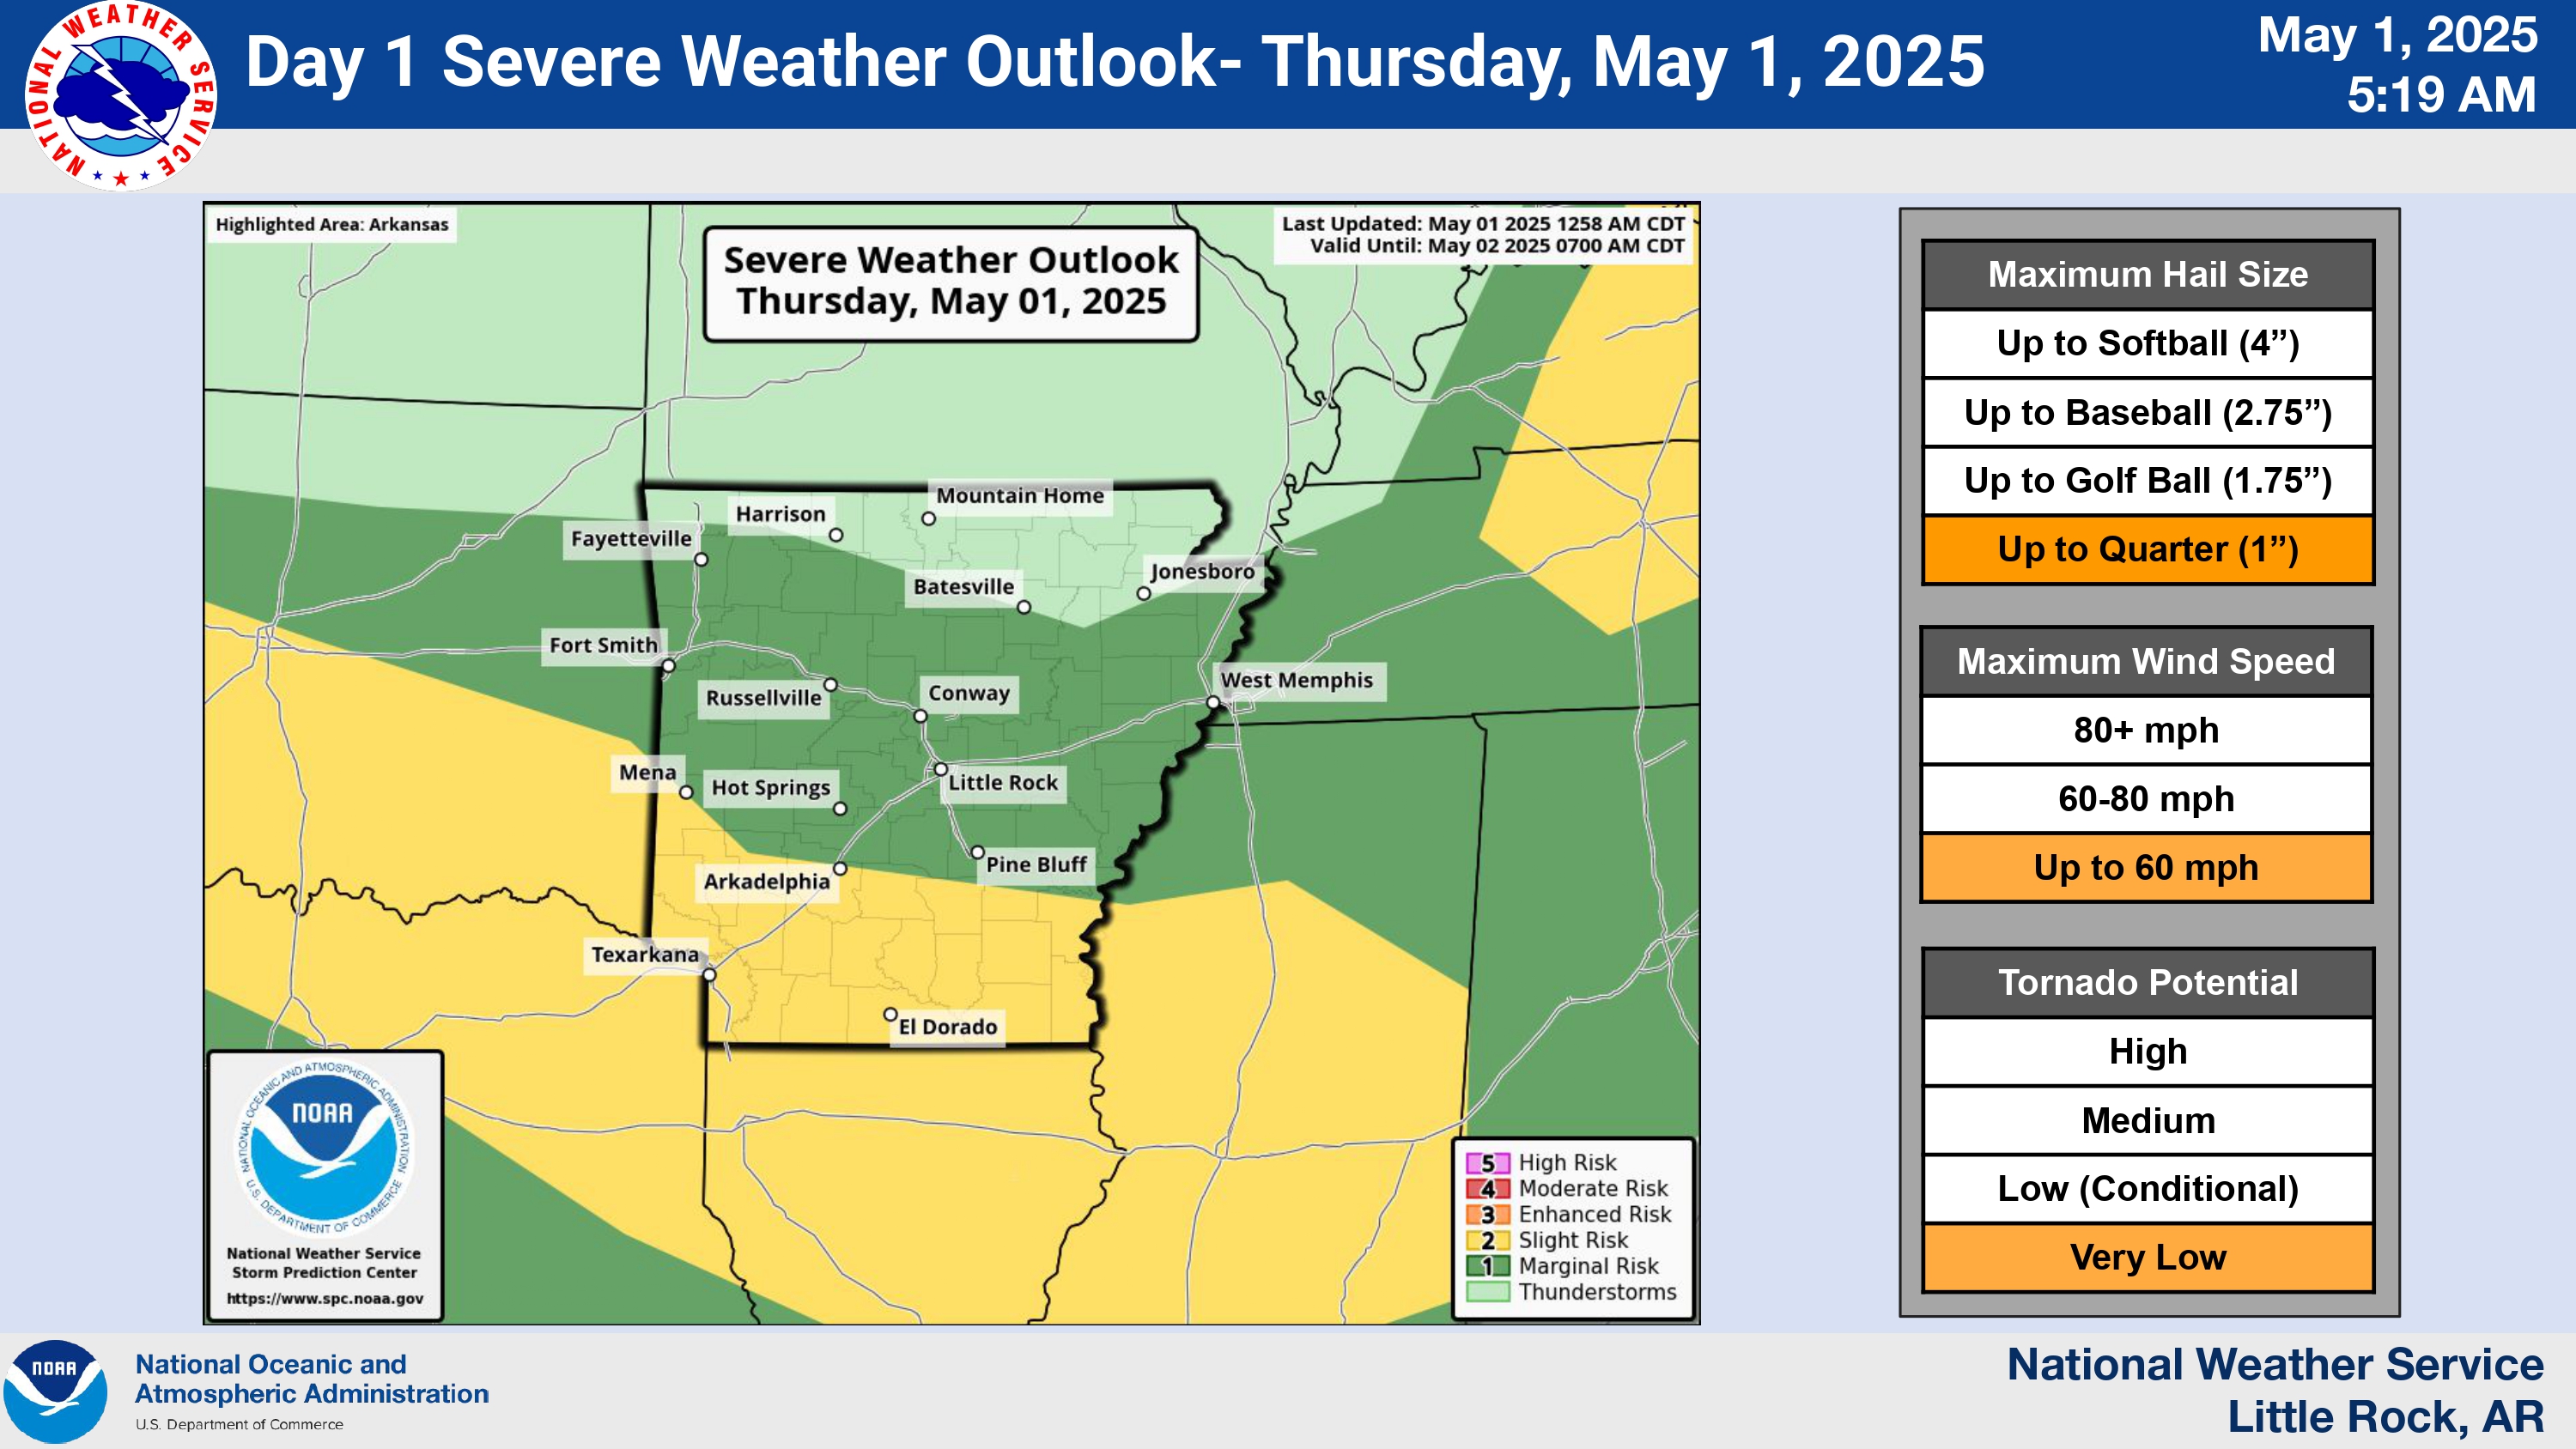 NATIONAL WEATHER SERVICE
Day 1 Severe Weather Outlook- Thursday, May 1, 2025
May 1, 2025
5:19 AM
Highlighted Area: Arkansas
Severe Weather Outlook
Thursday, May 01, 2025
Last Updated: May 01 2025 1258 AM CDT
Valid Until: May 02 2025 0700 AM CDT
Mountain Home
Harrison
Fayetteville
Jonesboro
Batesville
Fort Smith
West Memphis
Russellville
Conway
Mena
Hot Springs
Little Rock
Pine Bluff
Arkadelphia
Texarkana
El Dorado
NATIONAL OCEANIC AND ATMOSPHERIC ADMINISTRATION
NOAA
U.S. DEPARTMENT OF COMMERCE
National Weather Service
Storm Prediction Center
https://www.spc.noaa.gov
5 High Risk
4 Moderate Risk
3 Enhanced Risk
2 Slight Risk
1 Marginal Risk
Thunderstorms
Maximum Hail Size
Up to Softball (4”)
Up to Baseball (2.75”)
Up to Golf Ball (1.75”)
Up to Quarter (1”)
Maximum Wind Speed
80+ mph
60-80 mph
Up to 60 mph
Tornado Potential
High
Medium
Low (Conditional)
Very Low
NOAA
National Oceanic and
Atmospheric Administration
U.S. Department of Commerce
National Weather Service
Little Rock, AR